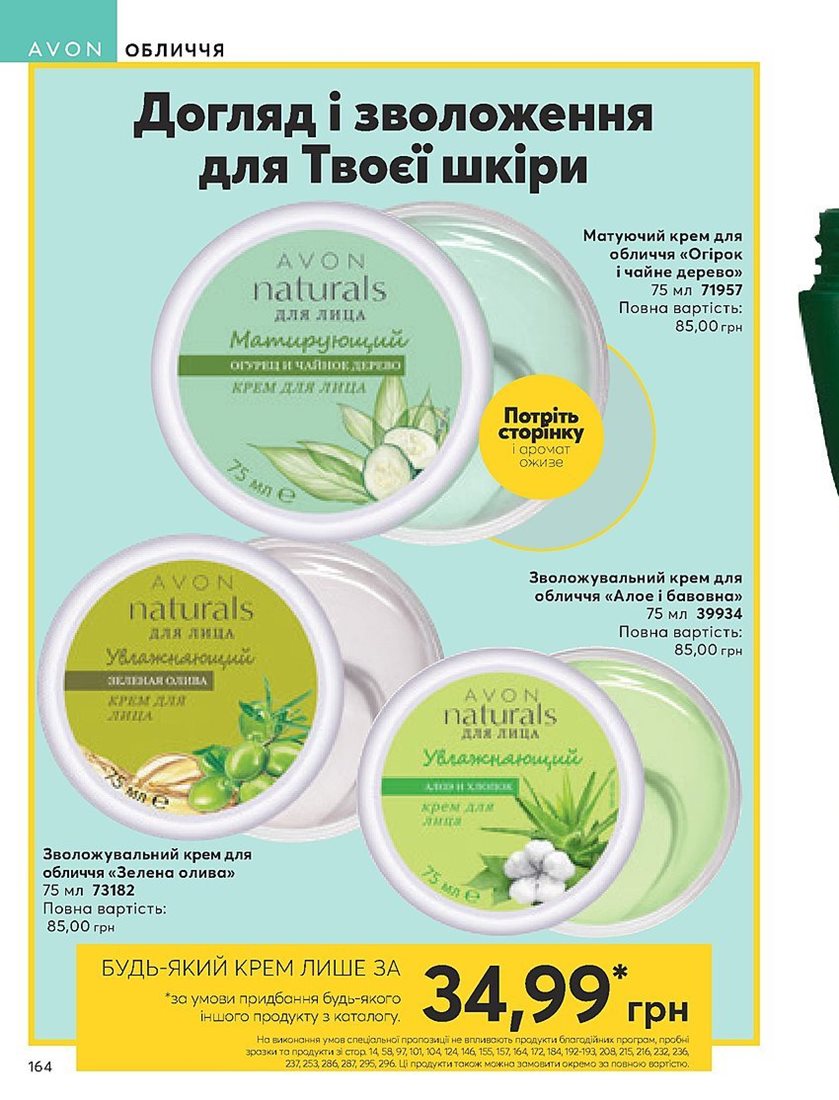 AVON ОБЛИЧЧЯ
Догляд і зволоження
для Твоєї шкіри
AVON
naturals
ДЛЯ ЛИЦА
Матирующий
ОГУРЕЦ И ЧАЙНОЕ ДЕРЕВО
КРЕМ ДЛЯ ЛИЦА
75 мл е
Матуючий крем для
обличчя «Огірок
і чайне дерево»
75 мл 71957
Повна вартість:
85,00 грн
Потріть
сторінку
і аромат
ожизе
AVON
naturals
ДЛЯ ЛИЦА
Увлажняющий
ЗЕЛЕНАЯ ОЛИВА
КРЕМ ДЛЯ
ЛИЦА
75 мл е
Зволожувальний крем для
обличчя «Алое і бавовна»
75 мл 39934
Повна вартість:
85,00 грн
AVON
naturals
ДЛЯ ЛИЦА
Увлажняющий
АЛОЭ И ХЛОПОК
крем для
лица
75 мл е
Зволожувальний крем для
обличчя «Зелена олива»
75 мл 73182
Повна вартість:
85,00 грн
БУДЬ-ЯКИЙ КРЕМ ЛИШЕ ЗА
34,99* грн
*за умови придбання будь-якого
іншого продукту з каталогу.
На виконання умов спеціальної пропозиції не впливають продукти благодійних програм, пробні
зразки та продукти зі стор. 14, 58, 97, 101, 104, 124, 146, 155, 157, 164, 172, 184, 192-193, 208, 215, 216, 232, 236,
237, 253, 286, 287, 295, 296. Ці продукти також можна замовити окремо за повною вартістю.
164